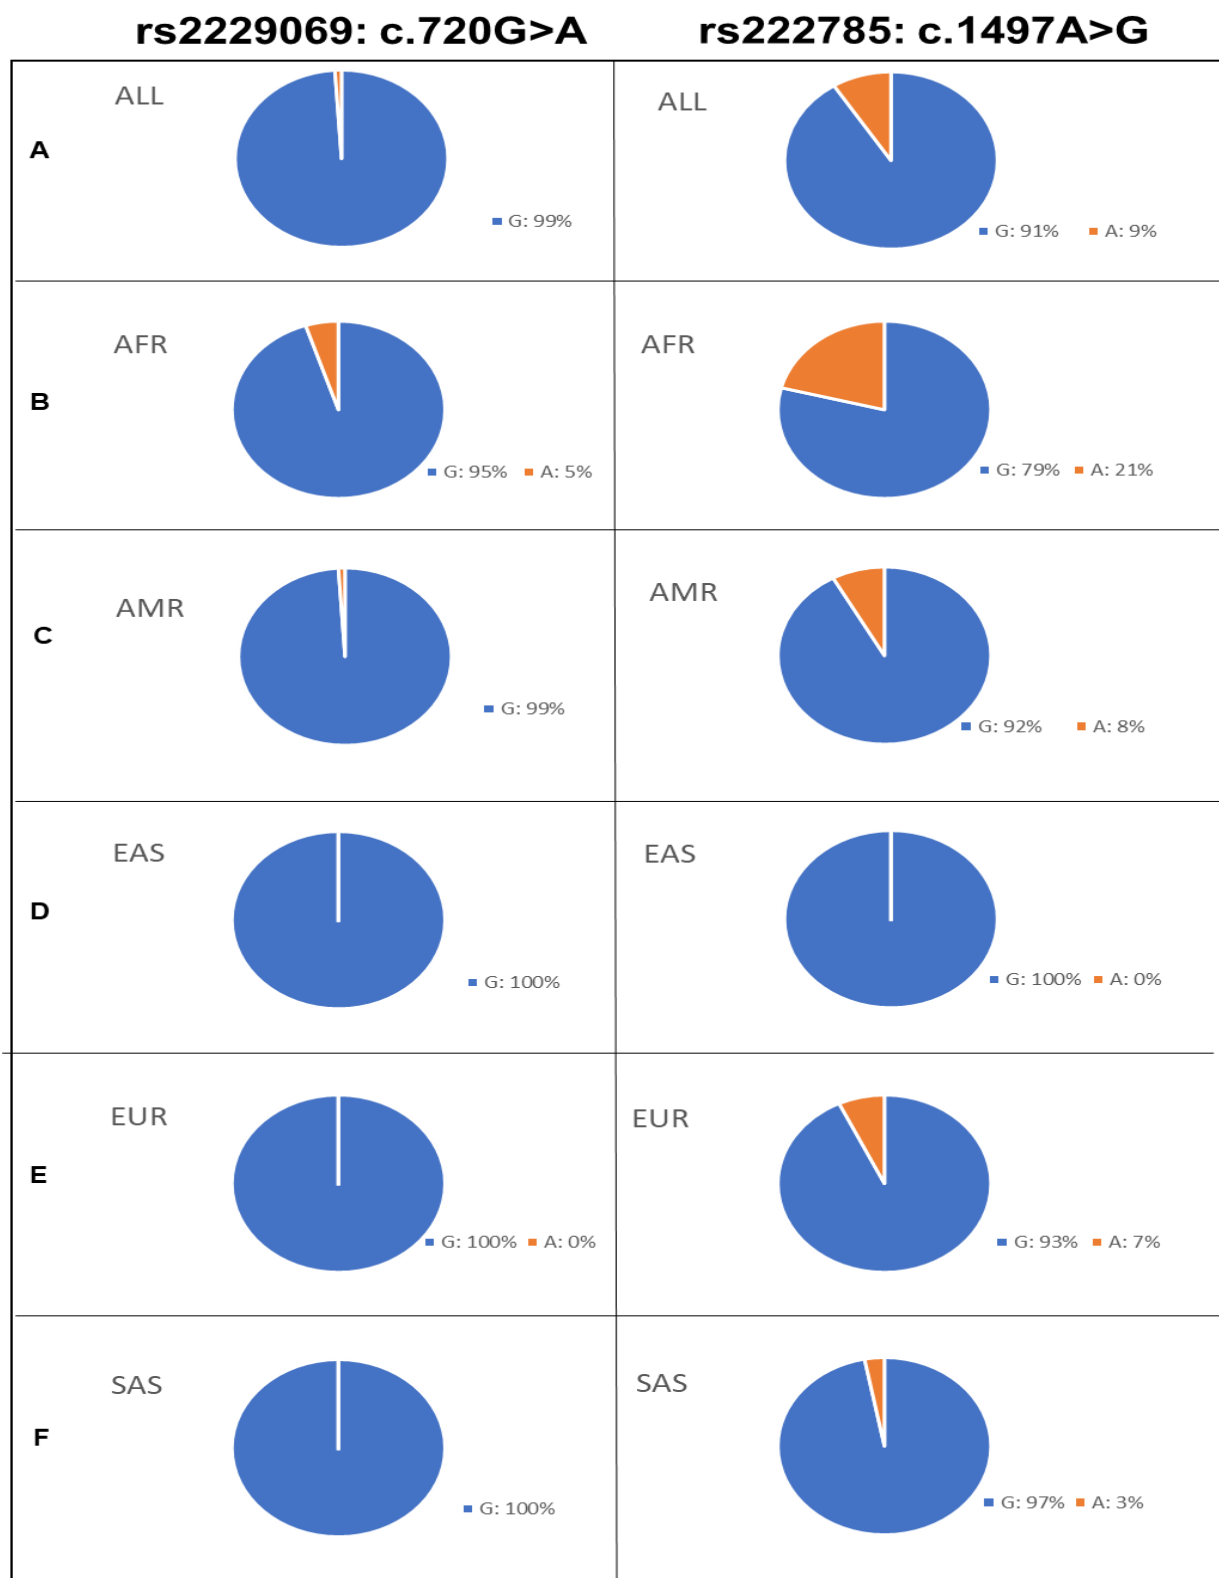 rs2229069: c.720G>A
rs222785: c.1497A>G
A
ALL
G: 99%
ALL
G: 91% A: 9%
B
AFR
G: 95% A: 5%
AFR
G: 79% A: 21%
C
AMR
G: 99%
AMR
G: 92% A: 8%
D
EAS
G: 100%
EAS
G: 100% A: 0%
E
EUR
G: 100% A: 0%
EUR
G: 93% A: 7%
F
SAS
G: 100%
SAS
G: 97% A: 3%